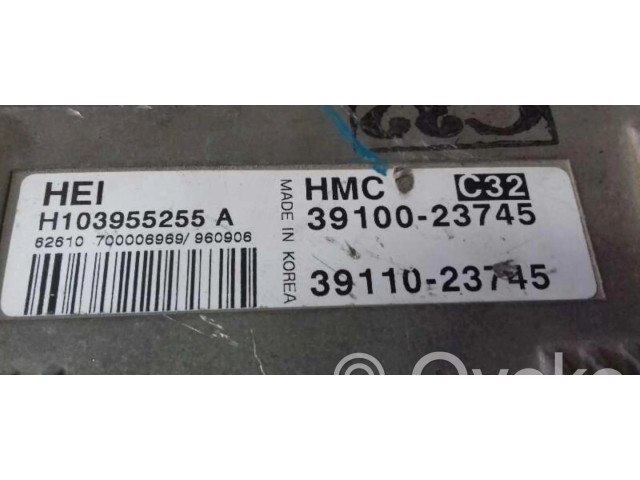 HEI
H103955255 A
62610 700006969/ 960906
MADE IN KOREA
HMC C32
39100-23745
39110-23745